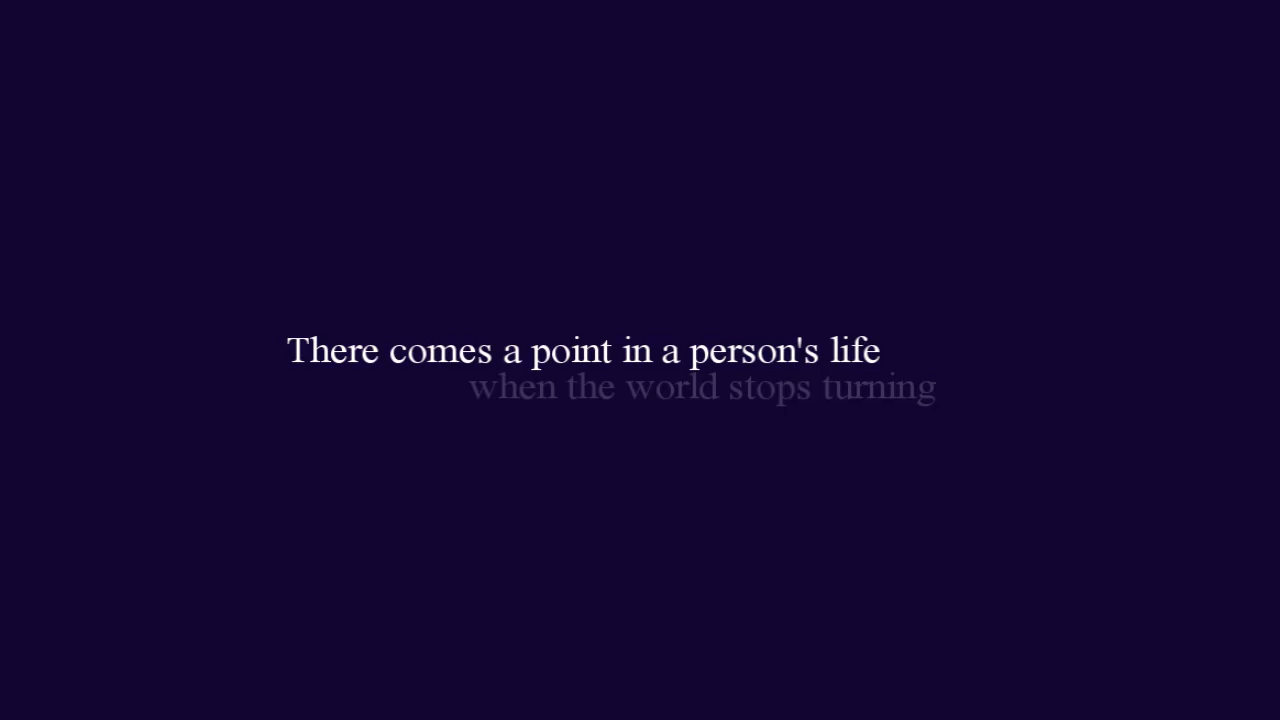 There comes a point in a person's life
when the world stops turning